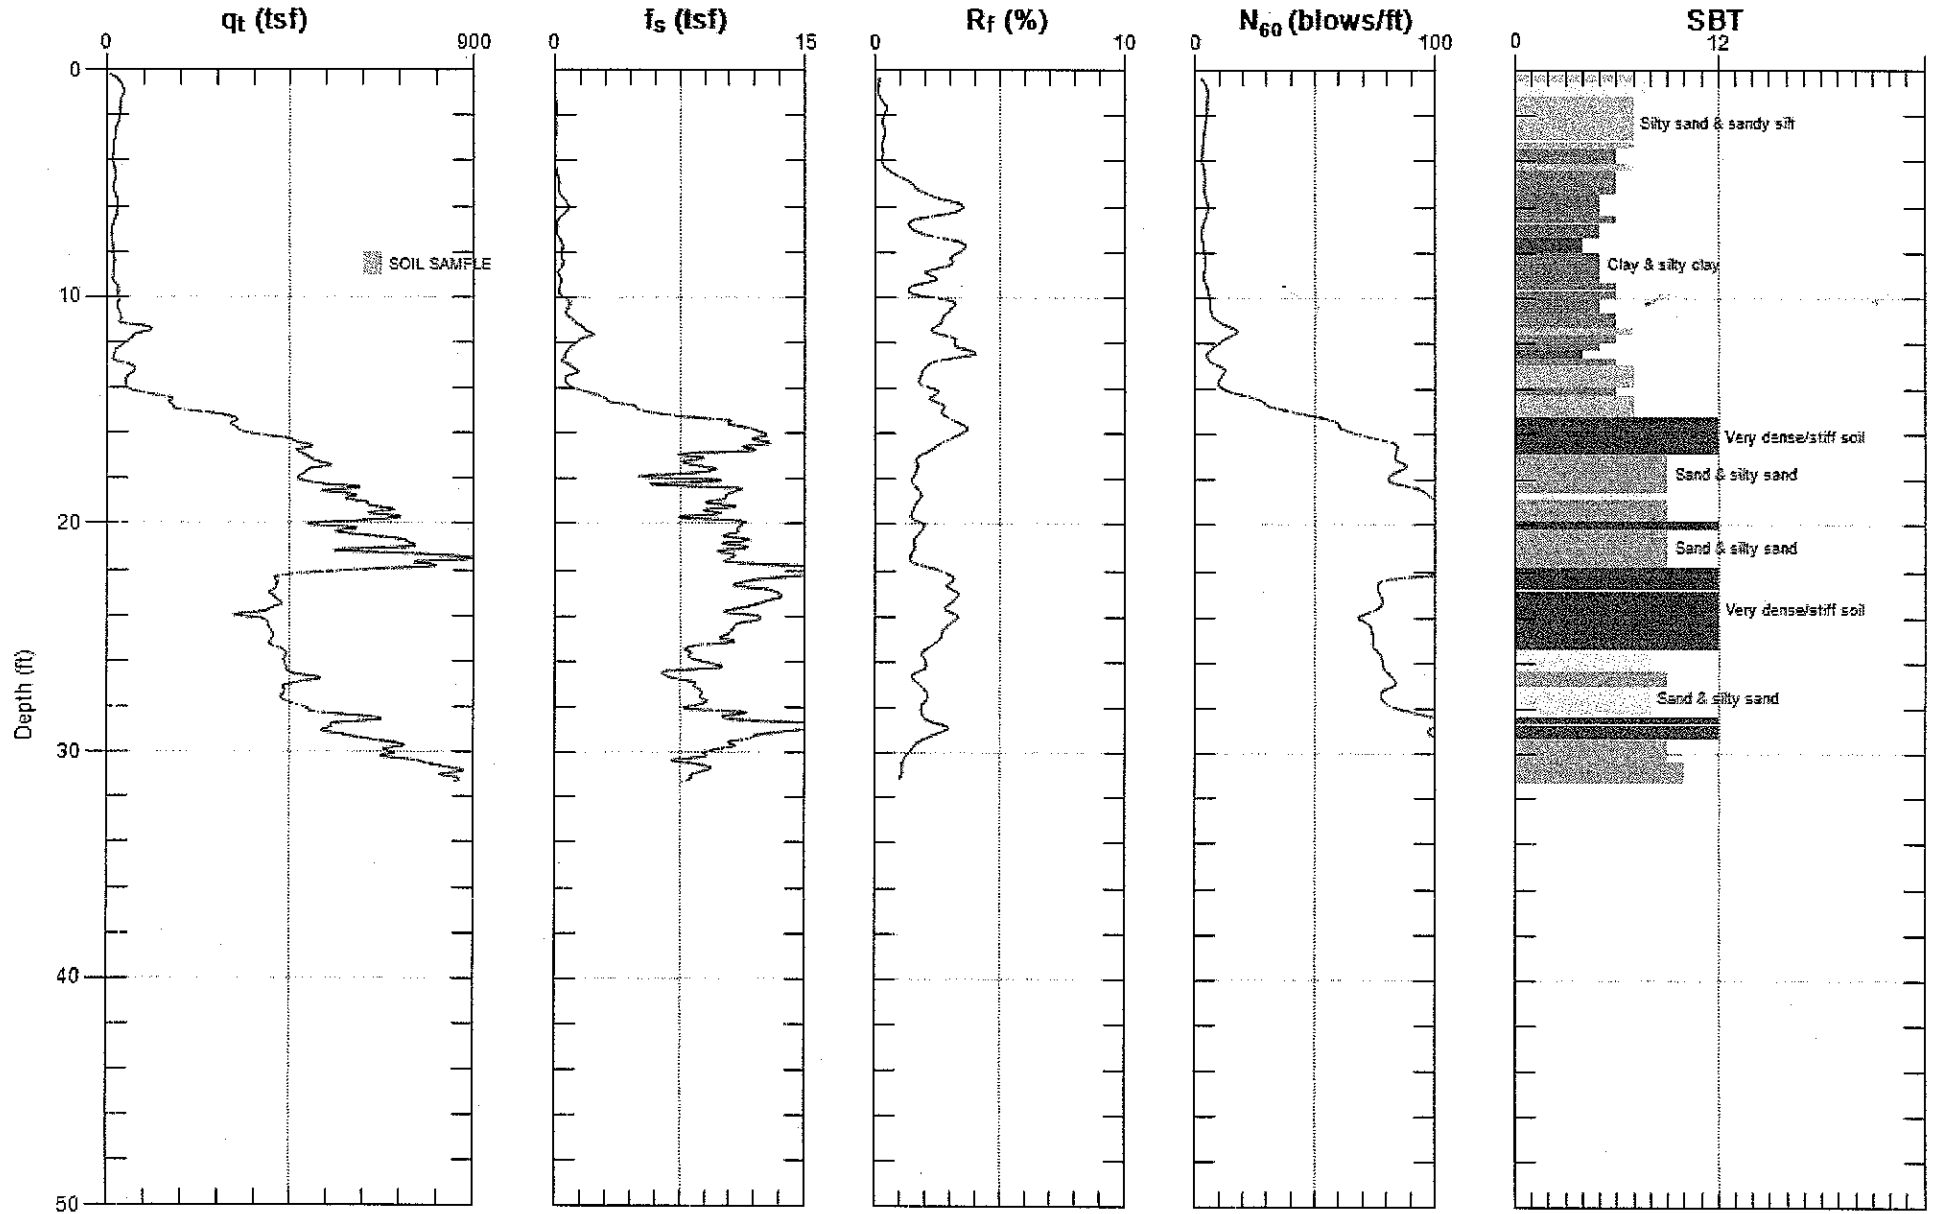 qt (tsf)
fs (tsf)
Rf (%)
N60 (blows/ft)
SBT
0
900
0
15
0
10
0
100
0
12
0
Silty sand & sandy silt
SOIL SAMPLE
Clay & silty clay
10
Very dense/stiff soil
Sand & silty sand
20
Sand & silty sand
Very dense/stiff soil
Depth (ft)
Sand & silty sand
30
40
50